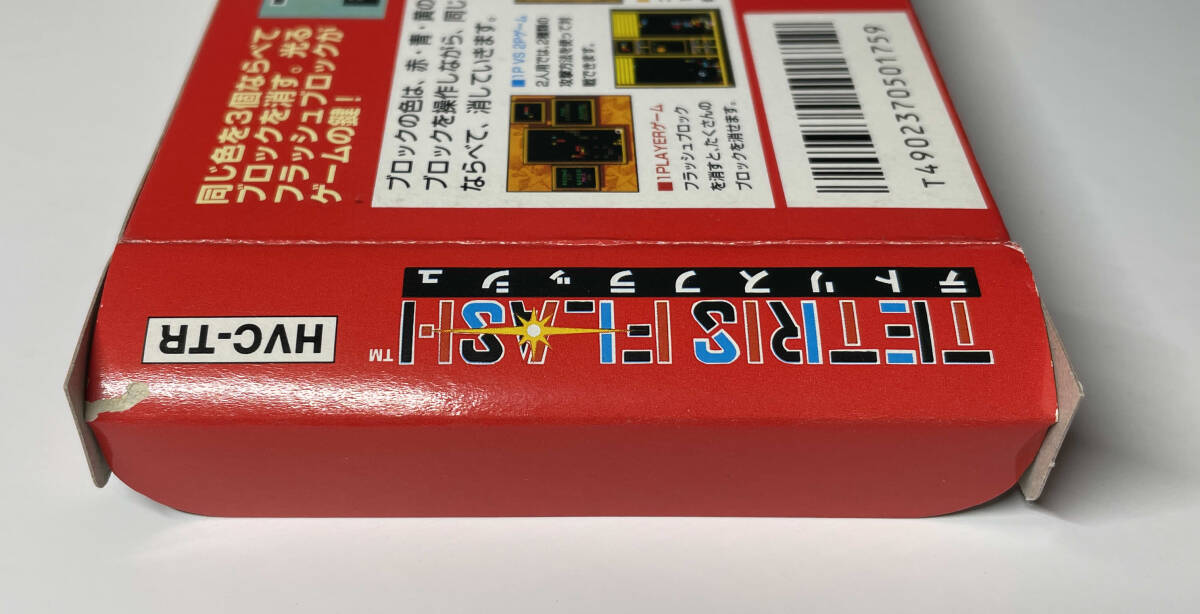 同じ色を3個ならべて
ブロックを消す。光る
フラッシュブロックが
ゲームの鍵!
ブロックの色は、赤・青・黄の
ブロックを操作しながら、同じ
ならべて、消していきます。
■1P VS 2Pゲーム
2人用では、2種類の
攻撃方法を使って対
戦できます。
■1PLAYERゲーム
フラッシュブロック
を消すと、たくさんの
ブロックを消せます。
T4902370501759
テトリスフラッシュ
TETRIS FLASH™
HVC-TR